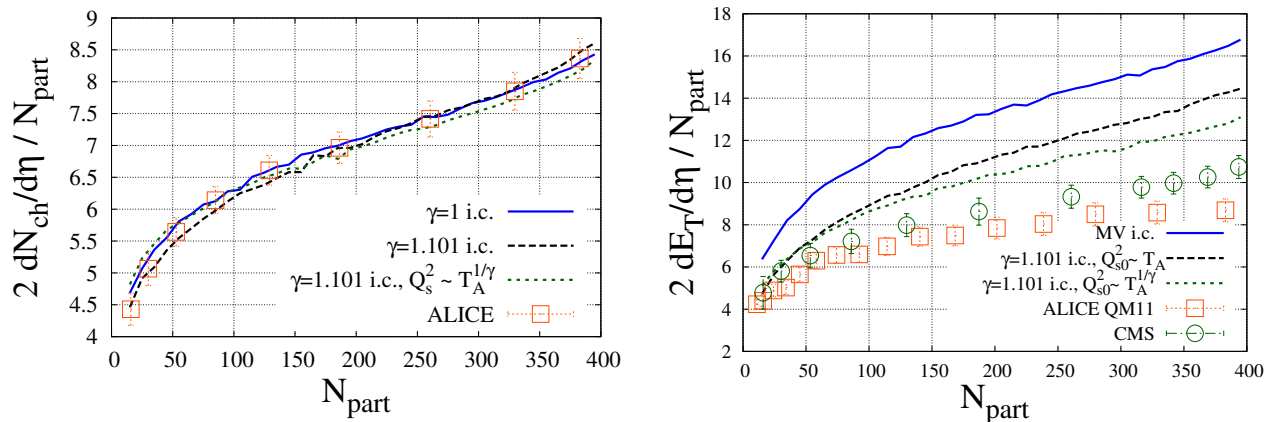 2 dN_ch/dη / N_part
9
8.5
8
7.5
7
6.5
6
5.5
5
4.5
4
0 50 100 150 200 250 300 350 400
N_part
γ=1 i.c.
γ=1.101 i.c.
γ=1.101 i.c., Q_s^2 ~ T_A^{1/γ}
ALICE
2 dE_T/dη / N_part
18
16
14
12
10
8
6
4
2
0 50 100 150 200 250 300 350 400
N_part
MV i.c.
γ=1.101 i.c., Q_{s0}^2~ T_A
γ=1.101 i.c., Q_{s0}^2~ T_A^{1/γ}
ALICE QM11
CMS